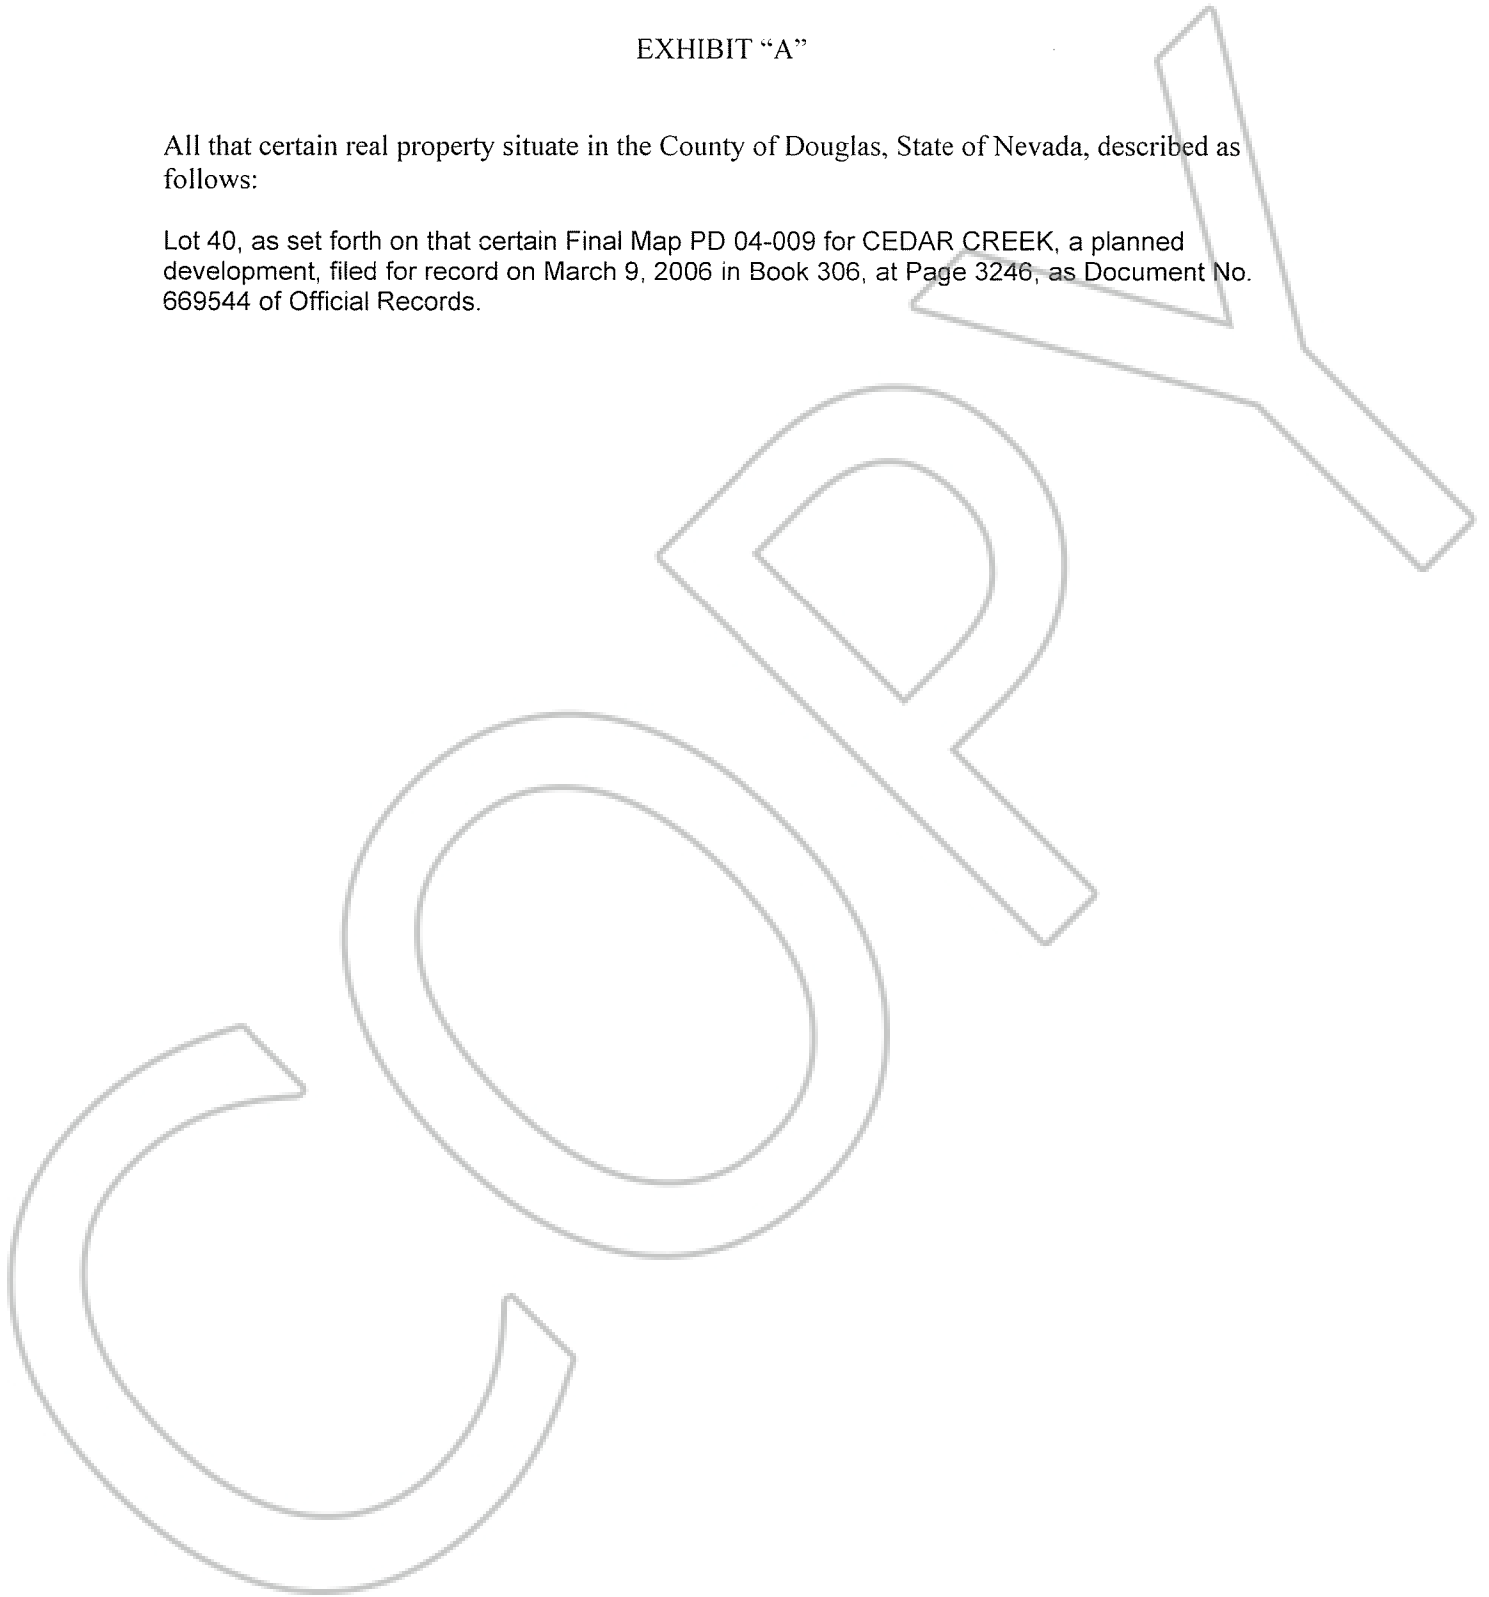 EXHIBIT “A”
All that certain real property situate in the County of Douglas, State of Nevada, described as
follows:
Lot 40, as set forth on that certain Final Map PD 04-009 for CEDAR CREEK, a planned
development, filed for record on March 9, 2006 in Book 306, at Page 3246, as Document No.
669544 of Official Records.
COPY